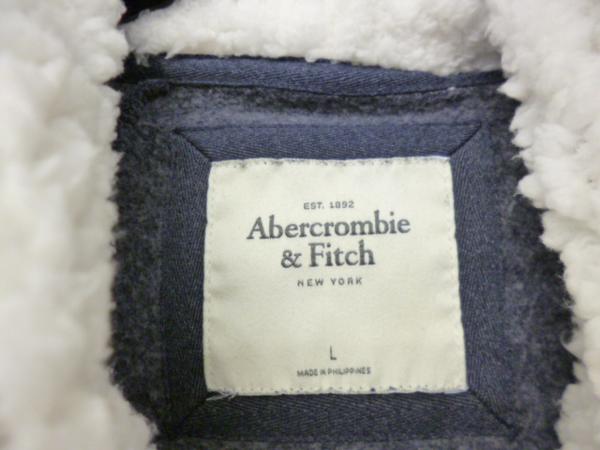 EST. 1892
Abercrombie
& Fitch
NEW YORK
L
MADE IN PHILIPPINES